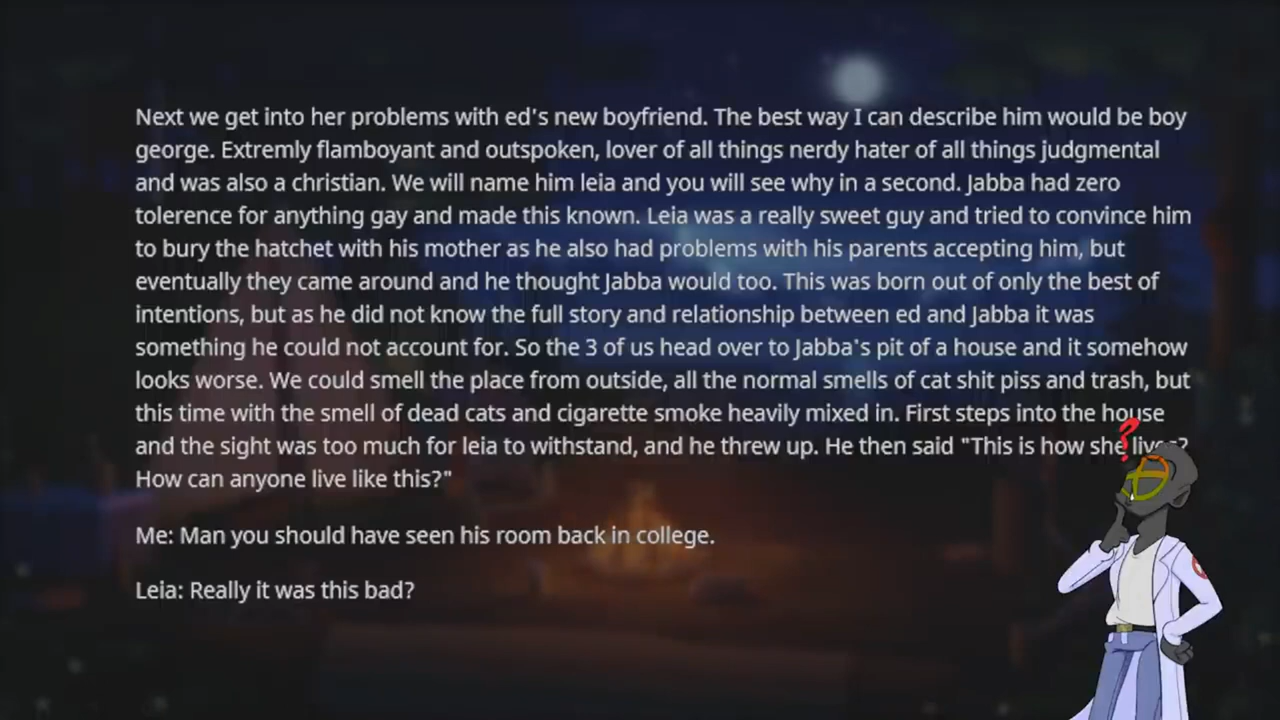 Next we get into her problems with ed's new boyfriend. The best way I can describe him would be boy
george. Extremly flamboyant and outspoken, lover of all things nerdy hater of all things judgmental
and was also a christian. We will name him leia and you will see why in a second. Jabba had zero
tolerence for anything gay and made this known. Leia was a really sweet guy and tried to convince him
to bury the hatchet with his mother as he also had problems with his parents accepting him, but
eventually they came around and he thought Jabba would too. This was born out of only the best of
intentions, but as he did not know the full story and relationship between ed and Jabba it was
something he could not account for. So the 3 of us head over to Jabba's pit of a house and it somehow
looks worse. We could smell the place from outside, all the normal smells of cat shit piss and trash, but
this time with the smell of dead cats and cigarette smoke heavily mixed in. First steps into the house
and the sight was too much for leia to withstand, and he threw up. He then said "This is how she lives?
How can anyone live like this?"
Me: Man you should have seen his room back in college.
Leia: Really it was this bad?
?